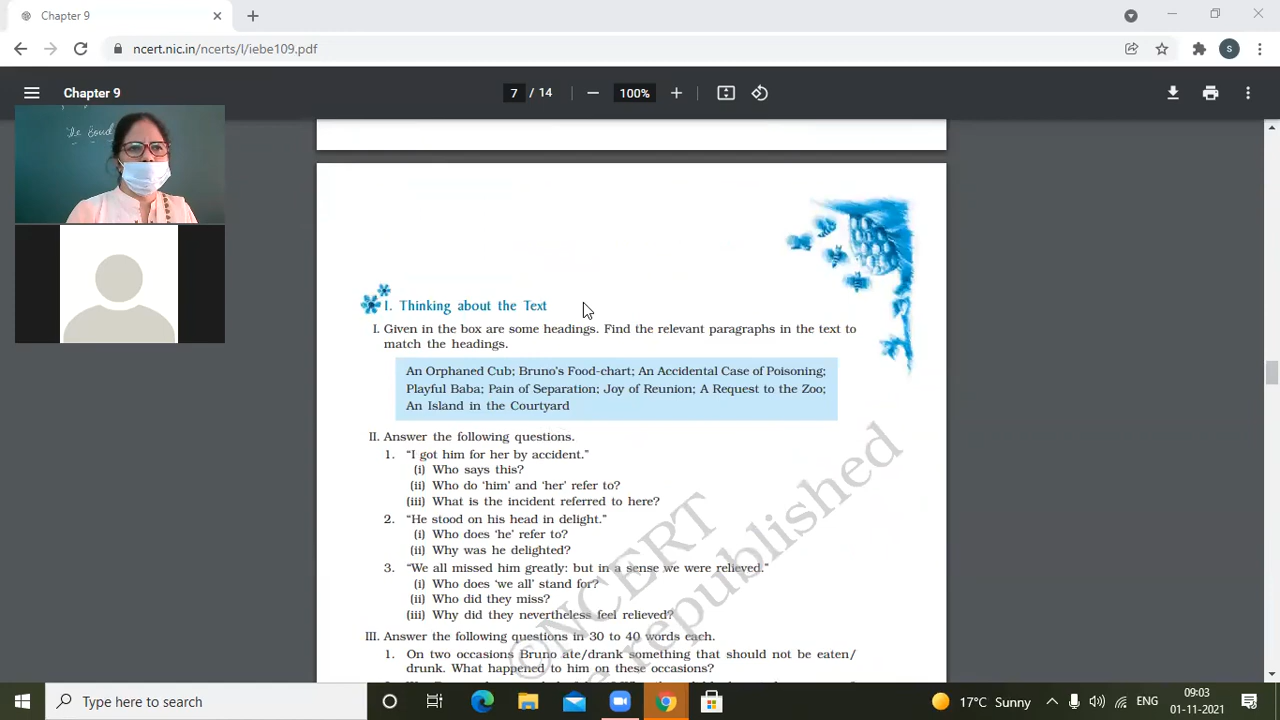 Chapter 9
ncert.nic.in/ncerts/l/iebe109.pdf
S
Chapter 9
7 / 14
100%
I. Thinking about the Text
I. Given in the box are some headings. Find the relevant paragraphs in the text to
match the headings.
An Orphaned Cub; Bruno's Food-chart; An Accidental Case of Poisoning;
Playful Baba; Pain of Separation; Joy of Reunion; A Request to the Zoo;
An Island in the Courtyard
II. Answer the following questions.
1. “I got him for her by accident.”
(i) Who says this?
(ii) Who do ‘him’ and ‘her’ refer to?
(iii) What is the incident referred to here?
2. “He stood on his head in delight.”
(i) Who does ‘he’ refer to?
(ii) Why was he delighted?
3. “We all missed him greatly: but in a sense we were relieved.”
(i) Who does ‘we all’ stand for?
(ii) Who did they miss?
(iii) Why did they nevertheless feel relieved?
III. Answer the following questions in 30 to 40 words each.
1. On two occasions Bruno ate/drank something that should not be eaten/
drunk. What happened to him on these occasions?
©NCERT
republished
Type here to search
17°C Sunny
ENG
09:03
01-11-2021